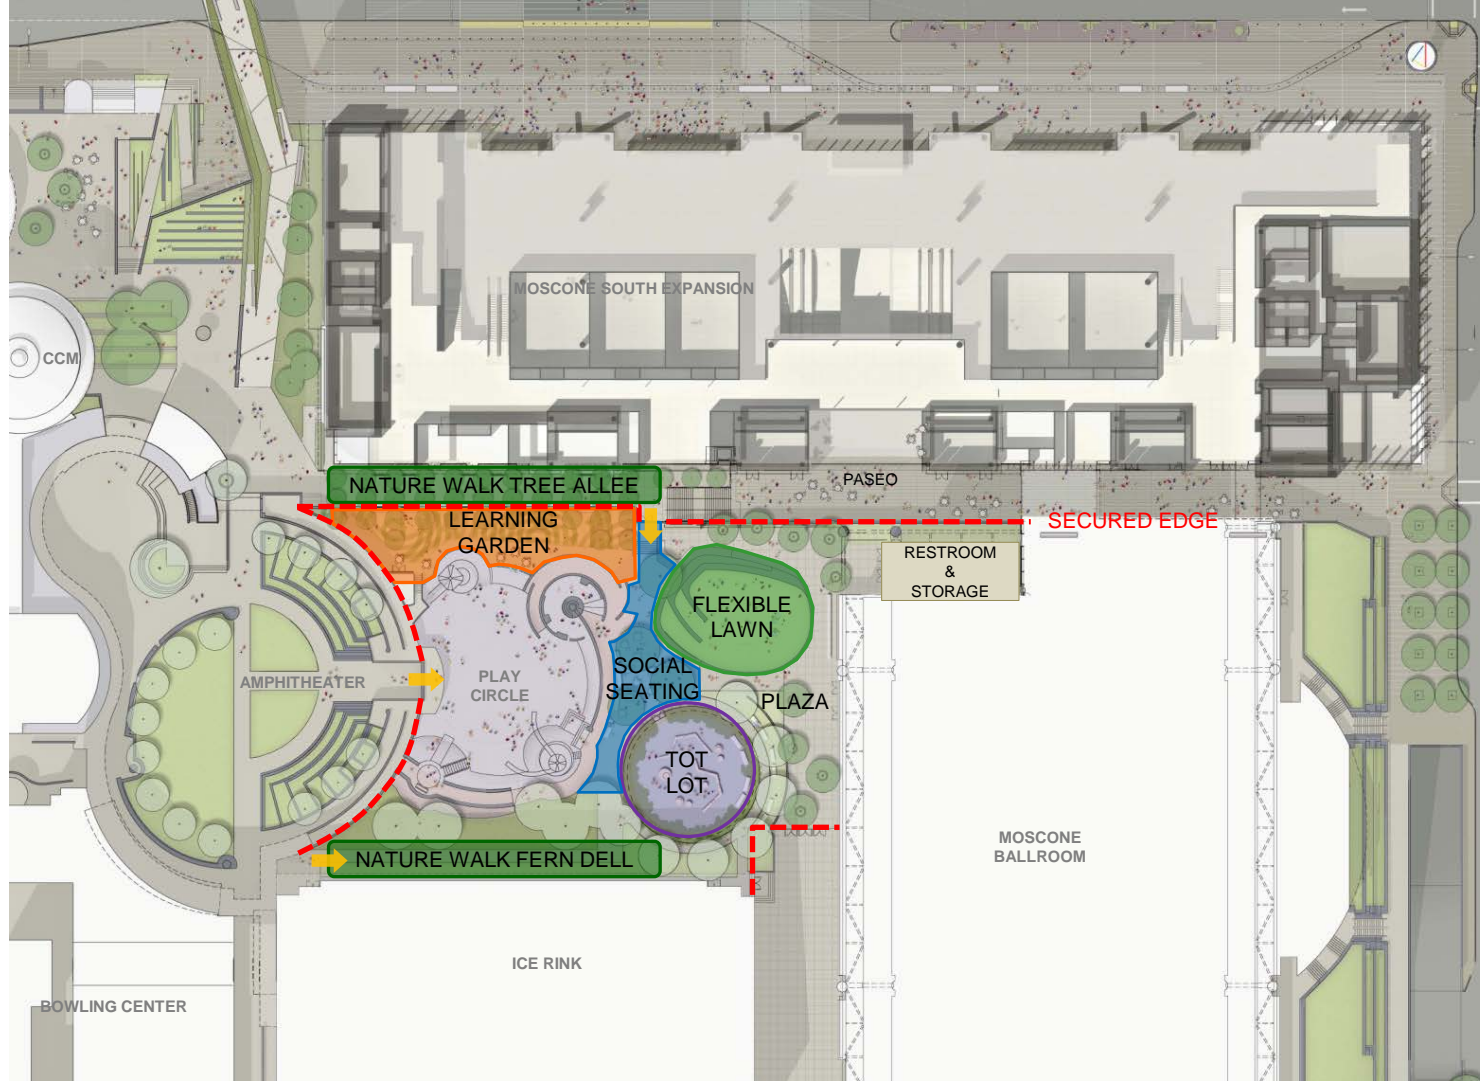 MOSCONE SOUTH EXPANSION
CCM
PASEO
NATURE WALK TREE ALLEE
LEARNING
GARDEN
SECURED EDGE
RESTROOM
&
STORAGE
FLEXIBLE
LAWN
AMPHITHEATER
PLAY
CIRCLE
SOCIAL
SEATING
PLAZA
TOT
LOT
NATURE WALK FERN DELL
MOSCONE
BALLROOM
ICE RINK
BOWLING CENTER